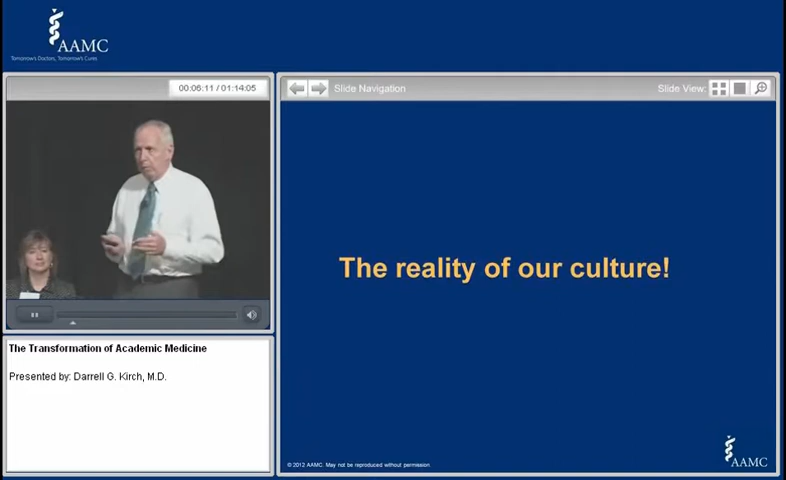 AAMC
Tomorrow's Doctors, Tomorrow's Cures
00:06:11 / 01:14:05
Slide Navigation
Slide View:
The reality of our culture!
The Transformation of Academic Medicine
Presented by: Darrell G. Kirch, M.D.
© 2012 AAMC. May not be reproduced without permission
AAMC